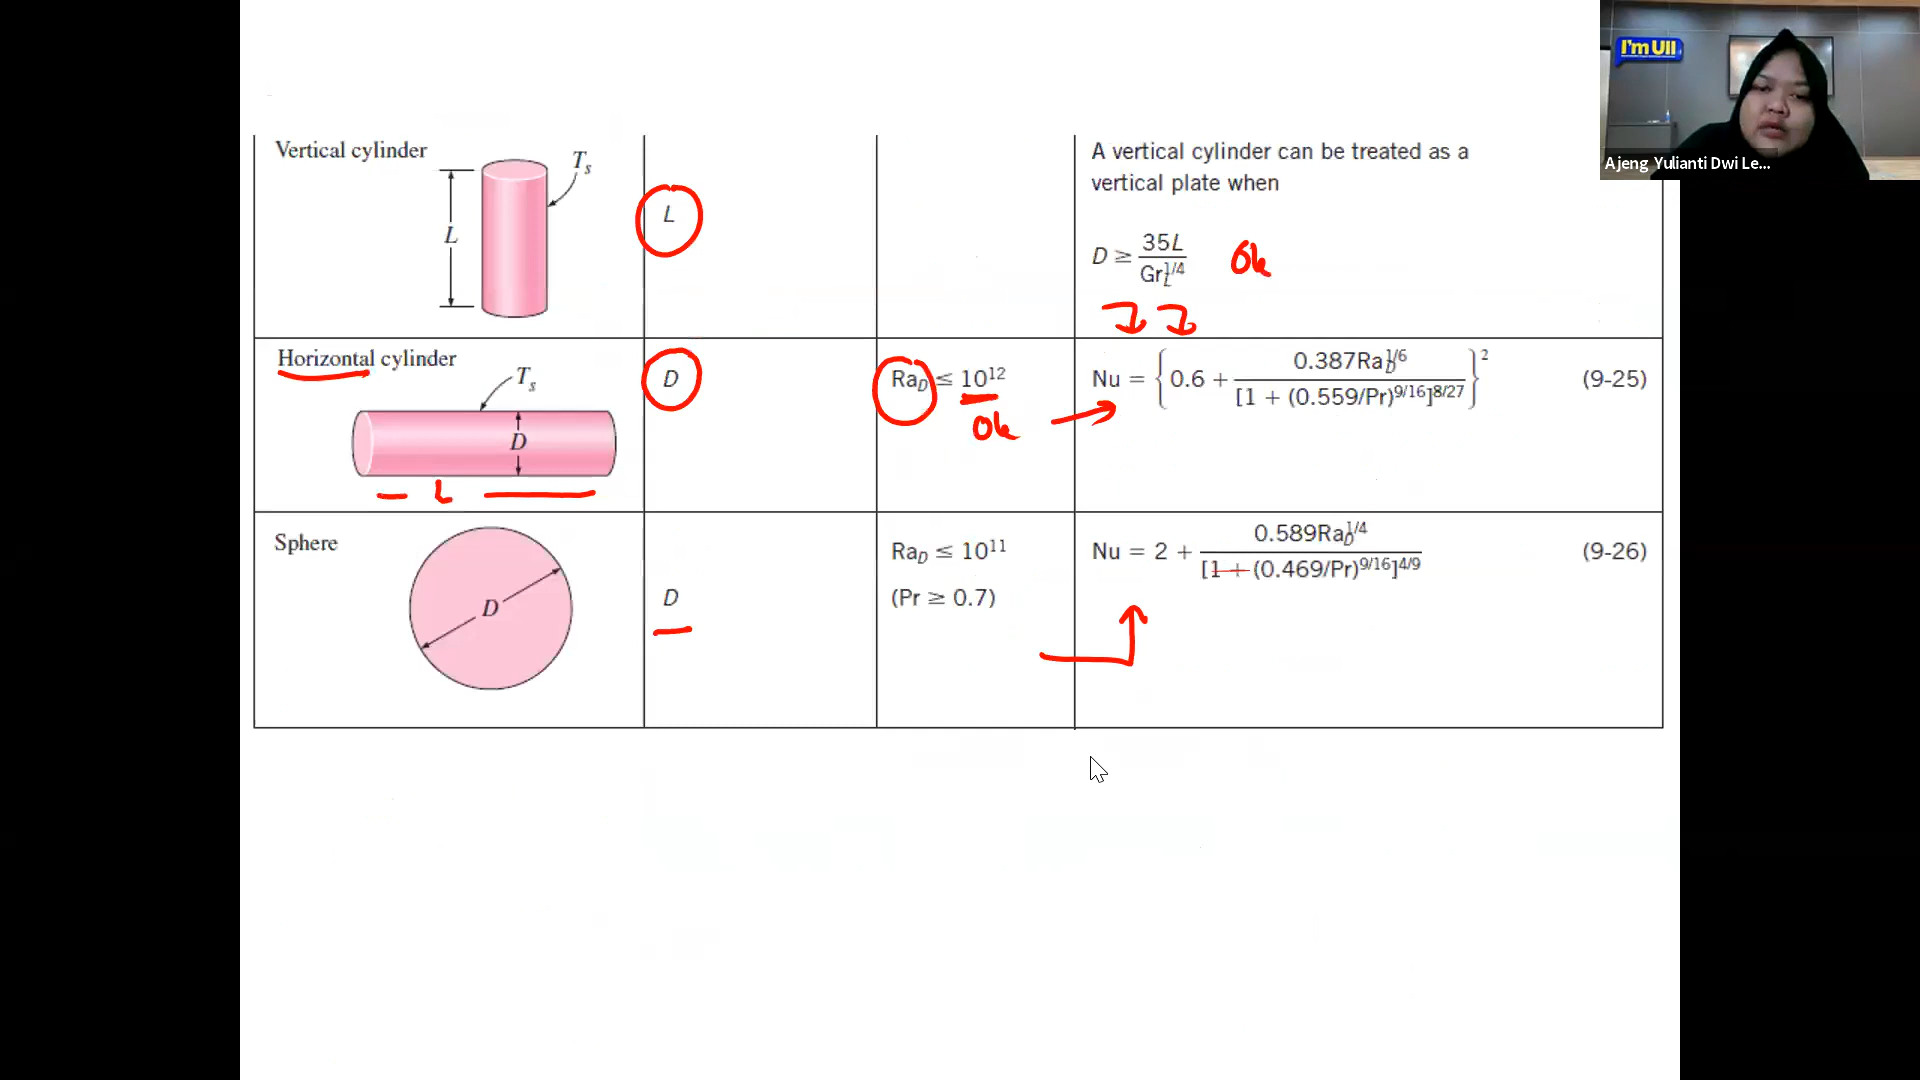 I'm UII
Ajeng Yulianti Dwi Le...
Vertical cylinder
T_s
L
L
A vertical cylinder can be treated as a
vertical plate when
D ≥ 35L / Gr_L^{1/4}
Ok
Horizontal cylinder
T_s
D
L
D
Ra_D ≤ 10^{12}
Ok
Nu = {0.6 + 0.387Ra_D^{1/6} / [1 + (0.559/Pr)^{9/16}]^{8/27}}^2
(9-25)
Sphere
D
D
Ra_D ≤ 10^{11}
(Pr ≥ 0.7)
Nu = 2 + 0.589Ra_D^{1/4} / [1 + (0.469/Pr)^{9/16}]^{4/9}
(9-26)